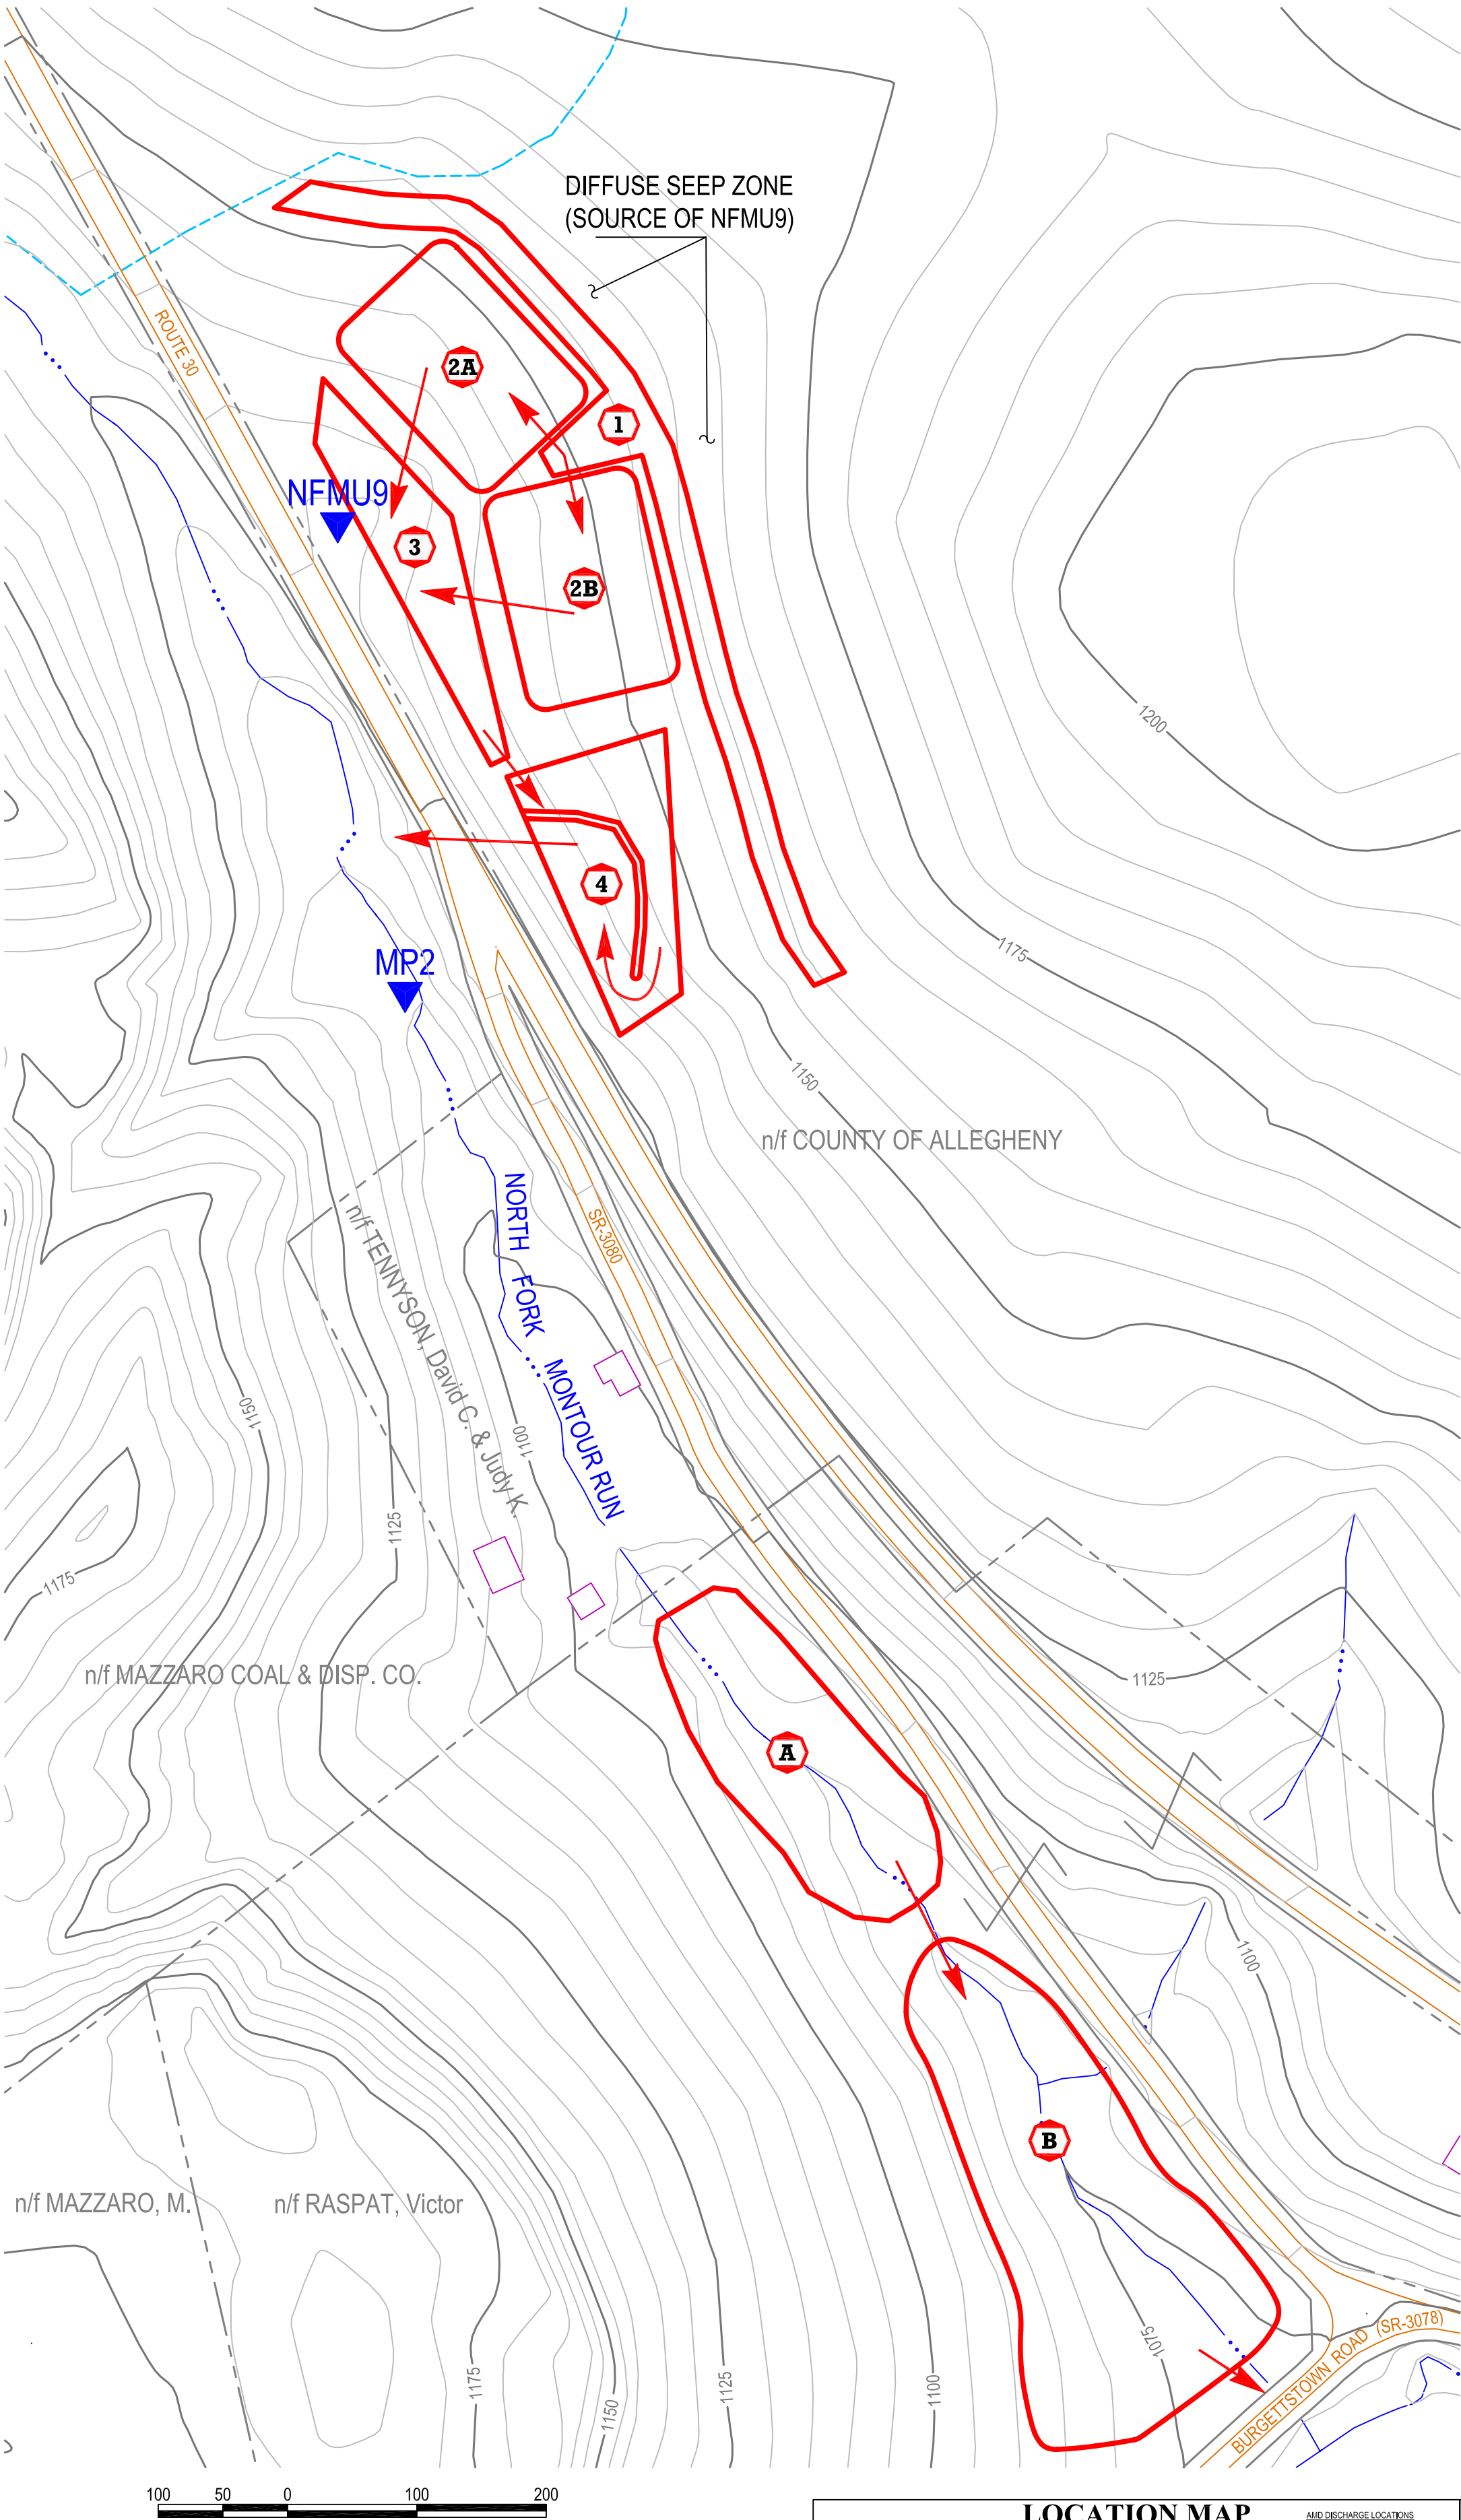 DIFFUSE SEEP ZONE
(SOURCE OF NFMU9)
ROUTE 30
2A
1
NFMU9
3
2B
1200
4
1175
MP2
1150
n/f COUNTY OF ALLEGHENY
NORTH FORK MONTOUR RUN
n/f TENNYSON, David C. & Judy K.
SR-3080
1150
1100
1125
1175
n/f MAZZARO COAL & DISP. CO.
1125
A
1100
B
n/f MAZZARO, M.
n/f RASPAT, Victor
1075
BURGETTSTOWN ROAD (SR-3078)
1175
1150
1125
1100
100 50 0 100 200
LOCATION MAP
AMD DISCHARGE LOCATIONS